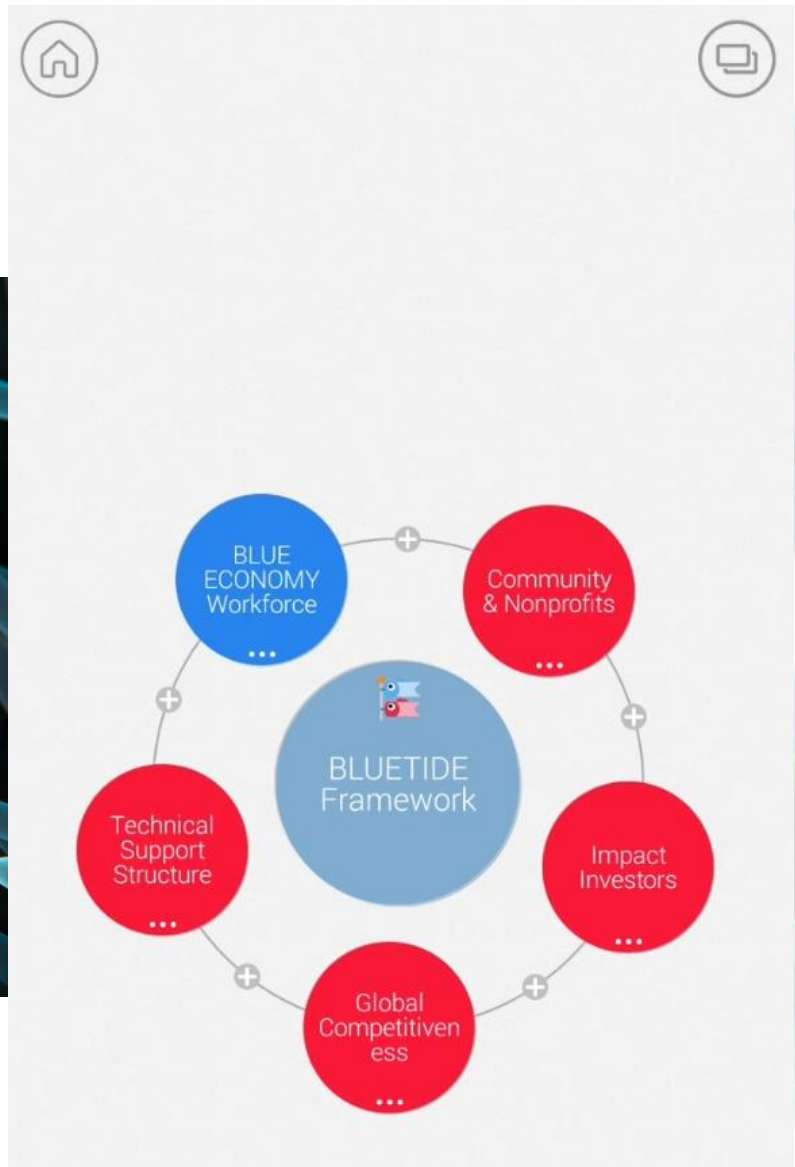 BLUE
ECONOMY
Workforce
Community
& Nonprofits
BLUETIDE
Framework
Technical
Support
Structure
Impact
Investors
Global
Competitiven
ess